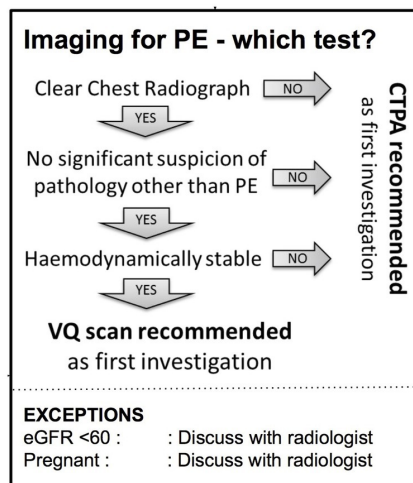 Imaging for PE - which test?
Clear Chest Radiograph
NO
YES
No significant suspicion of
pathology other than PE
NO
YES
Haemodynamically stable
NO
YES
VQ scan recommended
as first investigation
CTPA recommended
as first investigation
EXCEPTIONS
eGFR <60 : : Discuss with radiologist
Pregnant : : Discuss with radiologist